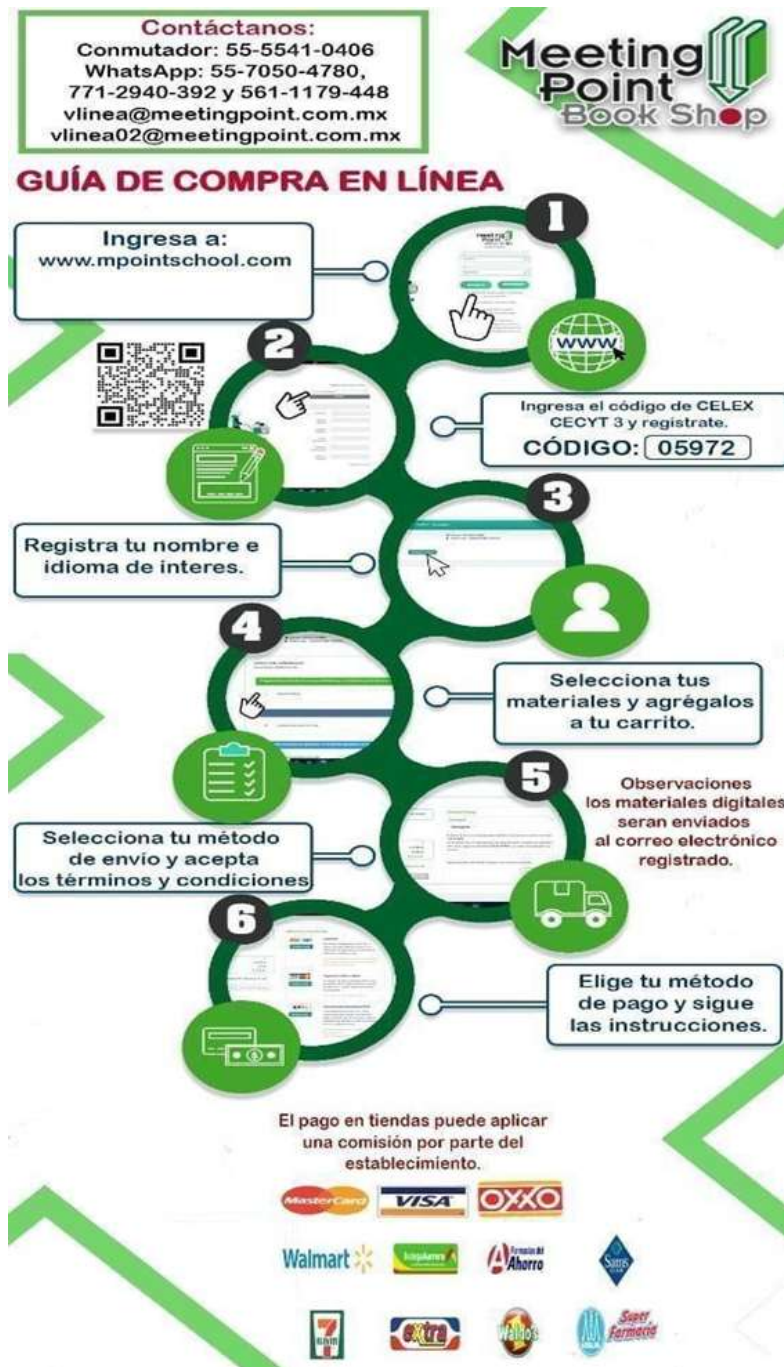 Contáctanos:
Conmutador: 55-5541-0406
WhatsApp: 55-7050-4780,
771-2940-392 y 561-1179-448
vlinea@meetingpoint.com.mx
vlinea02@meetingpoint.com.mx
Meeting
Point
Book Shop
GUÍA DE COMPRA EN LÍNEA
1
Ingresa a:
www.mpointschool.com
www
2
Ingresa el código de CELEX
CECYT 3 y registrate.
CÓDIGO: 05972
3
Registra tu nombre e
idioma de interes.
4
Selecciona tus
materiales y agrégalos
a tu carrito.
5
Observaciones
los materiales digitales
seran enviados
al correo electrónico
registrado.
Selecciona tu método
de envío y acepta
los términos y condiciones
6
Elige tu método
de pago y sigue
las instrucciones.
El pago en tiendas puede aplicar
una comisión por parte del
establecimiento.
MasterCard VISA OXXO
Walmart Farmacias del Ahorro Sams
7 extra Waldo's Super Farmacia